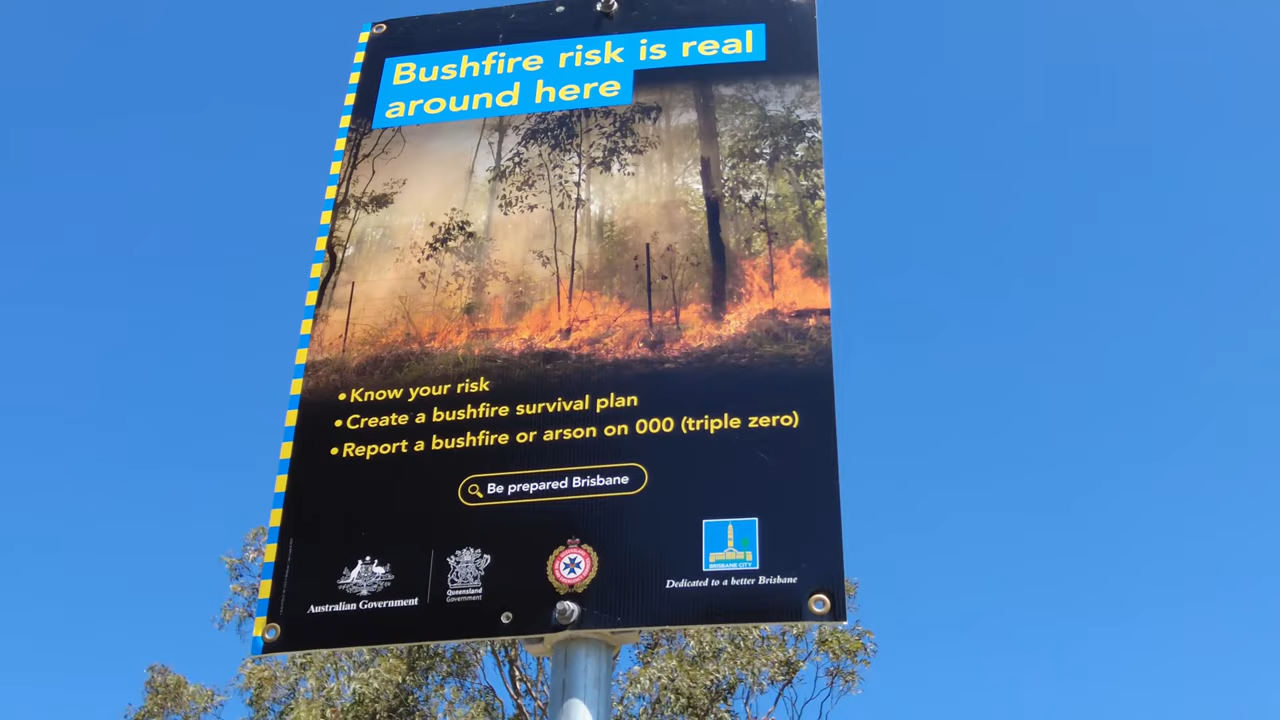 Bushfire risk is real
around here
•Know your risk
•Create a bushfire survival plan
•Report a bushfire or arson on 000 (triple zero)
Be prepared Brisbane
Australian Government
Queensland
Government
BRISBANE CITY
Dedicated to a better Brisbane